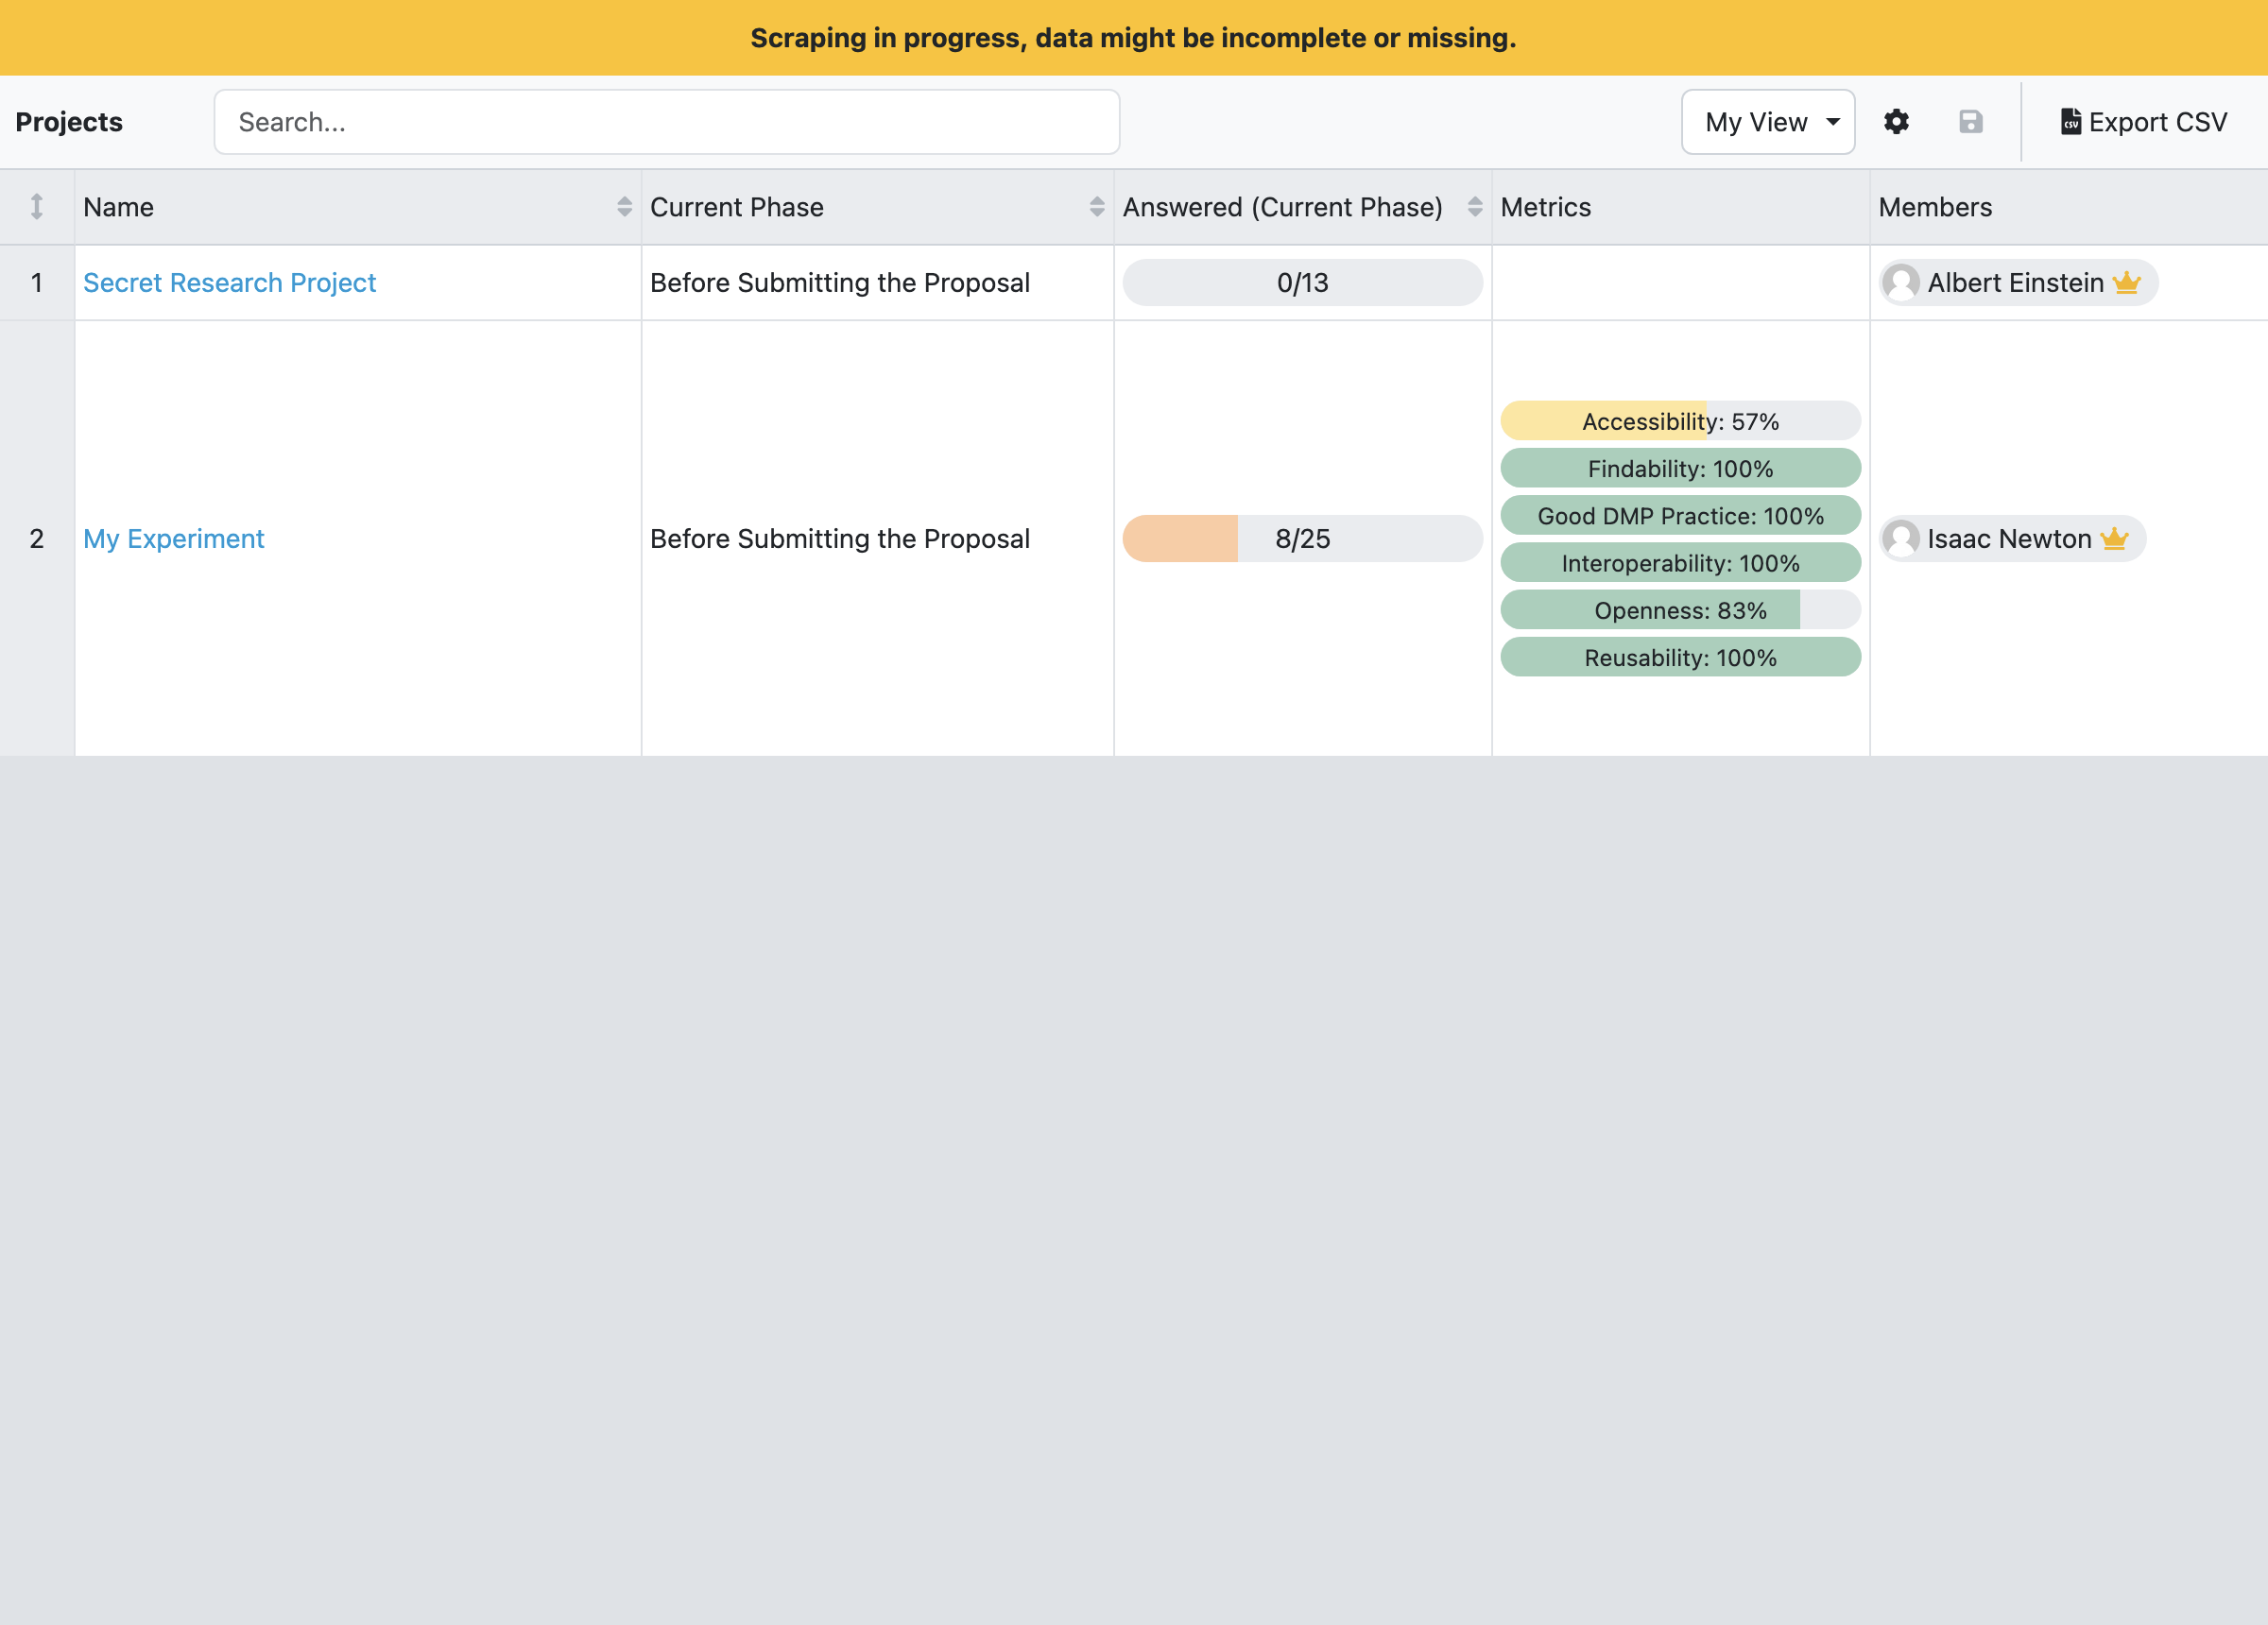 Scraping in progress, data might be incomplete or missing.
Projects
Search...
My View
Export CSV
Name
Current Phase
Answered (Current Phase)
Metrics
Members
1
Secret Research Project
Before Submitting the Proposal
0/13
Albert Einstein
2
My Experiment
Before Submitting the Proposal
8/25
Accessibility: 57%
Findability: 100%
Good DMP Practice: 100%
Interoperability: 100%
Openness: 83%
Reusability: 100%
Isaac Newton